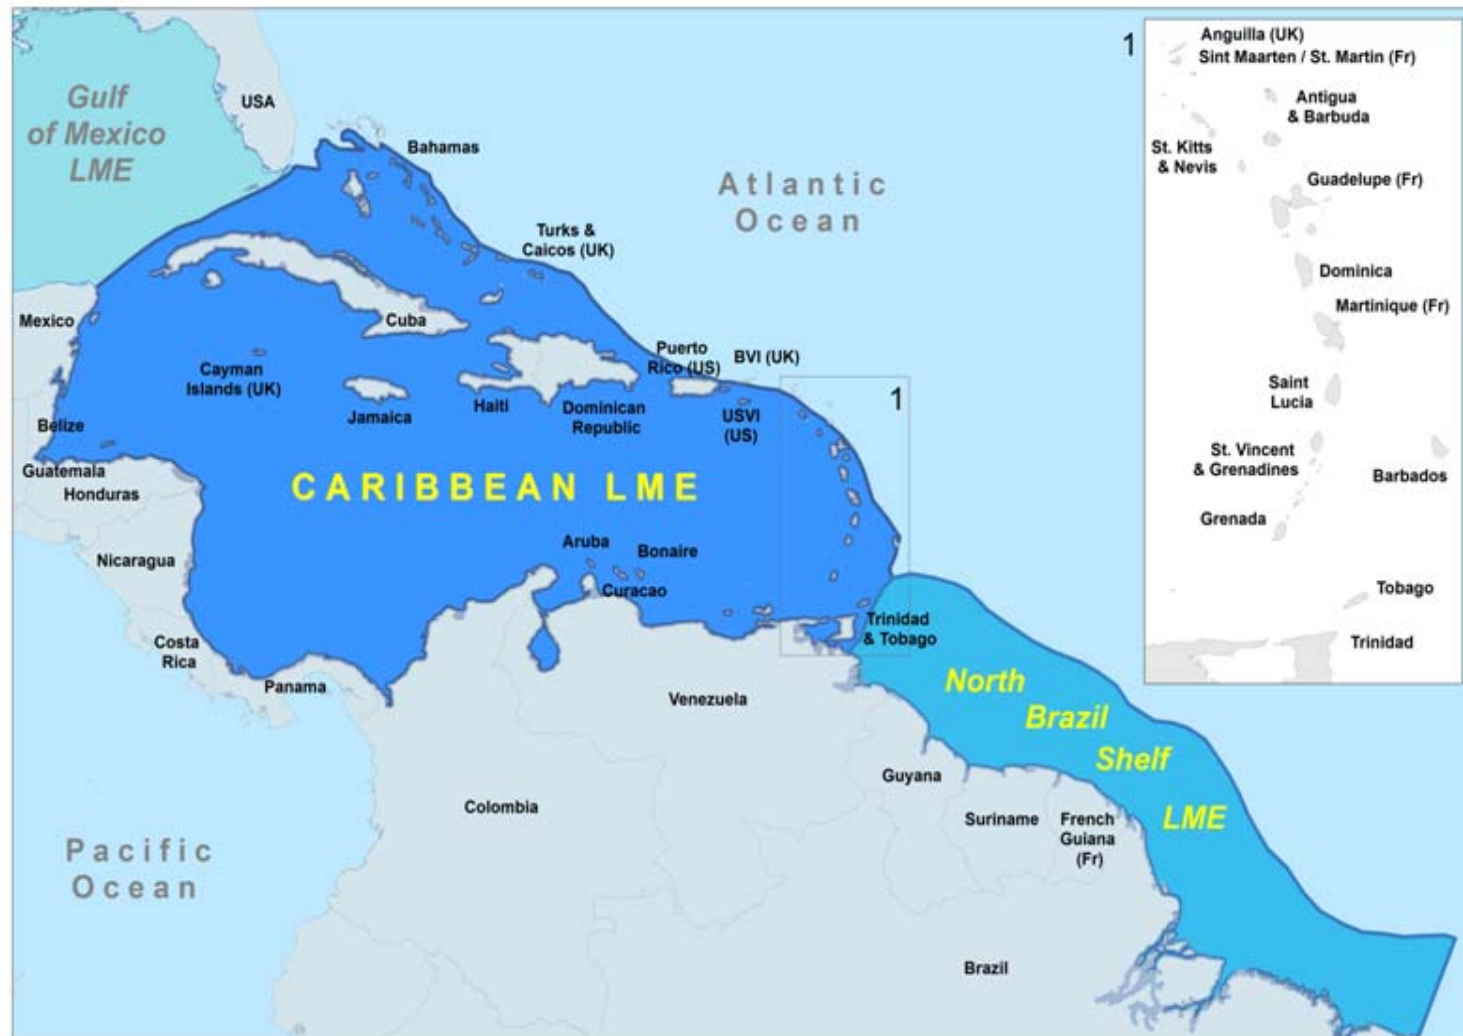 Gulf
of Mexico
LME
USA
Bahamas
Atlantic
Ocean
Turks &
Caicos (UK)
Mexico
Cuba
Cayman
Islands (UK)
Jamaica
Haiti
Dominican
Republic
Puerto
Rico (US)
BVI (UK)
USVI
(US)
1
Belize
Guatemala
Honduras
CARIBBEAN LME
Nicaragua
Aruba
Bonaire
Curacao
Costa
Rica
Panama
Trinidad
& Tobago
Venezuela
Colombia
North
Brazil
Shelf
LME
Guyana
Suriname
French
Guiana
(Fr)
Brazil
Pacific
Ocean
1
Anguilla (UK)
Sint Maarten / St. Martin (Fr)
Antigua
& Barbuda
St. Kitts
& Nevis
Guadelupe (Fr)
Dominica
Martinique (Fr)
Saint
Lucia
St. Vincent
& Grenadines
Barbados
Grenada
Tobago
Trinidad